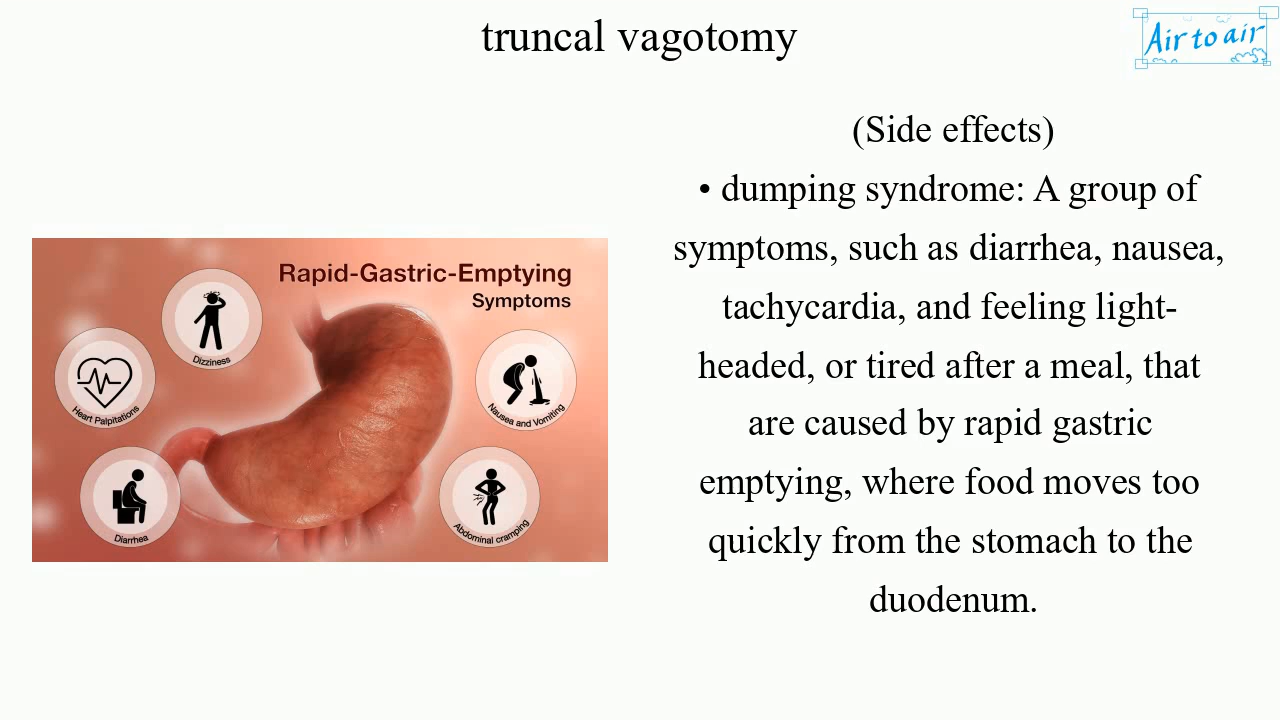 truncal vagotomy
Air to air
(Side effects)
• dumping syndrome: A group of
symptoms, such as diarrhea, nausea,
tachycardia, and feeling light-
headed, or tired after a meal, that
are caused by rapid gastric
emptying, where food moves too
quickly from the stomach to the
duodenum.
Rapid-Gastric-Emptying
Symptoms
Dizziness
Heart Palpitations
Nausea and Vomiting
Diarrhea
Abdominal cramping